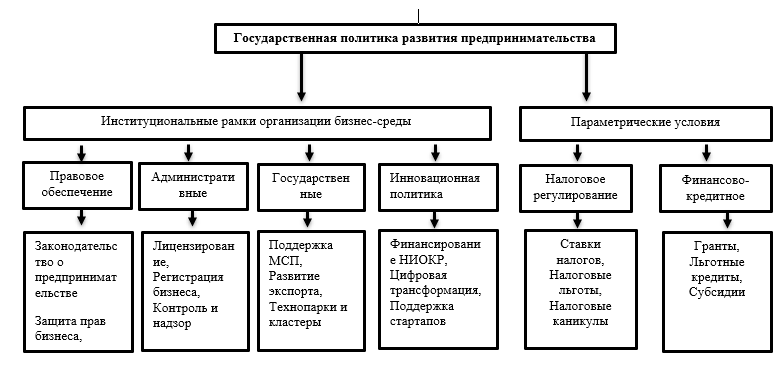 Государственная политика развития предпринимательства
Институциональные рамки организации бизнес-среды
Параметрические условия
Правовое
обеспечение
Административ
ные
Государствен
ные
Инновационная
политика
Налоговое
регулирование
Финансово-
кредитное
Законодательс
тво о
предпринимат
ельстве
Защита прав
бизнеса,
Лицензирован
ие,
Регистрация
бизнеса,
Контроль и
надзор
Поддержка
МСП,
Развитие
экспорта,
Технопарки и
кластеры
Финансировани
е НИОКР,
Цифровая
трансформация,
Поддержка
стартапов
Ставки
налогов,
Налоговые
льготы,
Налоговые
каникулы
Гранты,
Льготные
кредиты,
Субсидии